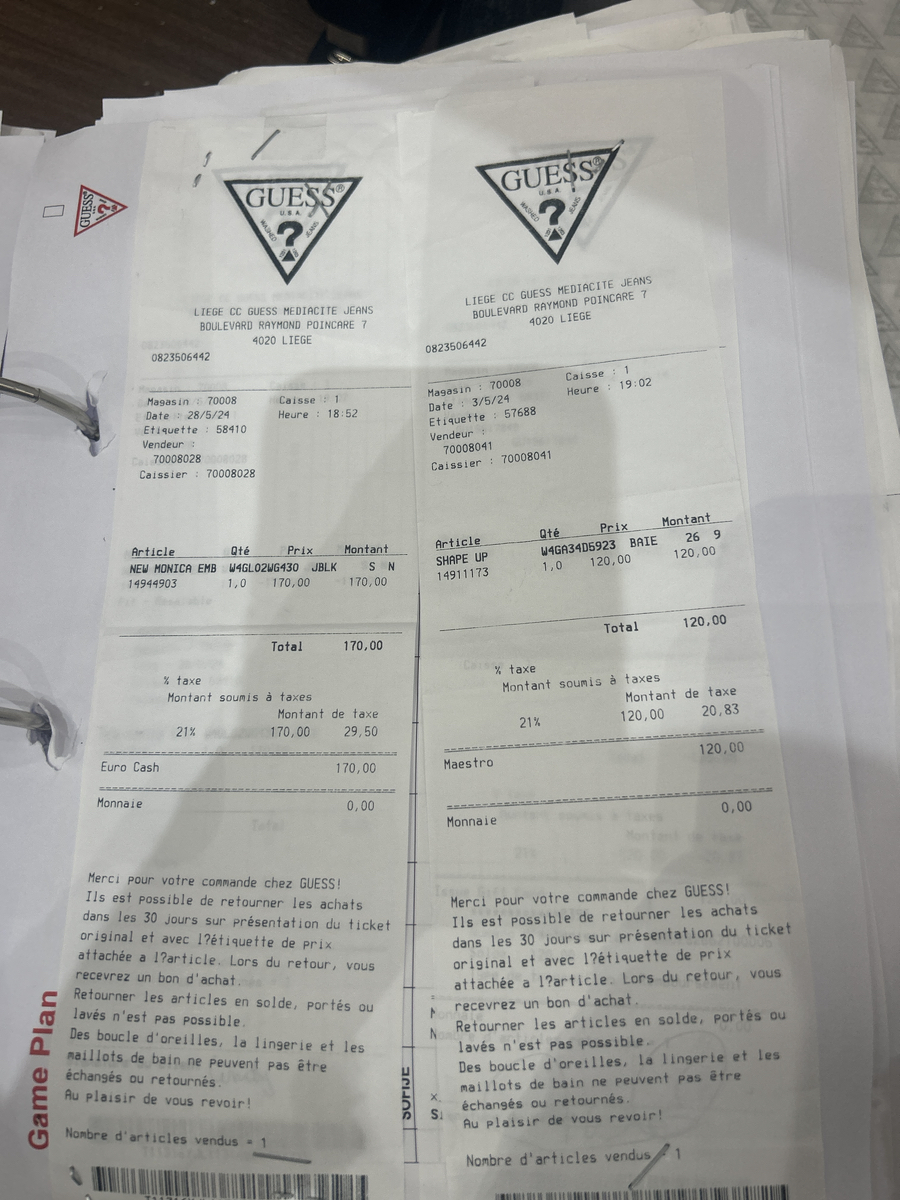 GUESS®
U.S.A.
WASHED
JEANS
?
LIEGE CC GUESS MEDIACITE JEANS
BOULEVARD RAYMOND POINCARE 7
4020 LIEGE
0823506442
Magasin : 70008 Caisse : 1
Date : 28/5/24 Heure : 18:52
Etiquette : 58410
Vendeur :
70008028
Caissier : 70008028
Article Qté Prix Montant
NEW MONICA EMB W4GL02WG430 JBLK S N
14944903 1,0 170,00 170,00
Total 170,00
% taxe
Montant soumis à taxes
Montant de taxe
21% 170,00 29,50
Euro Cash 170,00
Monnaie 0,00
Merci pour votre commande chez GUESS!
Ils est possible de retourner les achats
dans les 30 jours sur présentation du ticket
original et avec l?étiquette de prix
attachée a l?article. Lors du retour, vous
recevrez un bon d'achat.
Retourner les articles en solde, portés ou
lavés n'est pas possible.
Des boucle d'oreilles, la lingerie et les
maillots de bain ne peuvent pas être
échangés ou retournés.
Au plaisir de vous revoir!
Nombre d'articles vendus = 1
GUESS®
U.S.A.
WASHED
JEANS
?
LIEGE CC GUESS MEDIACITE JEANS
BOULEVARD RAYMOND POINCARE 7
4020 LIEGE
0823506442
Magasin : 70008 Caisse : 1
Date : 3/5/24 Heure : 19:02
Etiquette : 57688
Vendeur :
70008041
Caissier : 70008041
Article Qté Prix Montant
SHAPE UP W4GA34D5923 BAIE 26 9
14911173 1,0 120,00 120,00
Total 120,00
% taxe
Montant soumis à taxes
Montant de taxe
21% 120,00 20,83
Maestro 120,00
Monnaie 0,00
Merci pour votre commande chez GUESS!
Ils est possible de retourner les achats
dans les 30 jours sur présentation du ticket
original et avec l?étiquette de prix
attachée a l?article. Lors du retour, vous
recevrez un bon d'achat.
Retourner les articles en solde, portés ou
lavés n'est pas possible.
Des boucle d'oreilles, la lingerie et les
maillots de bain ne peuvent pas être
échangés ou retournés.
Au plaisir de vous revoir!
Nombre d'articles vendus 1
GUESS
?
Game Plan